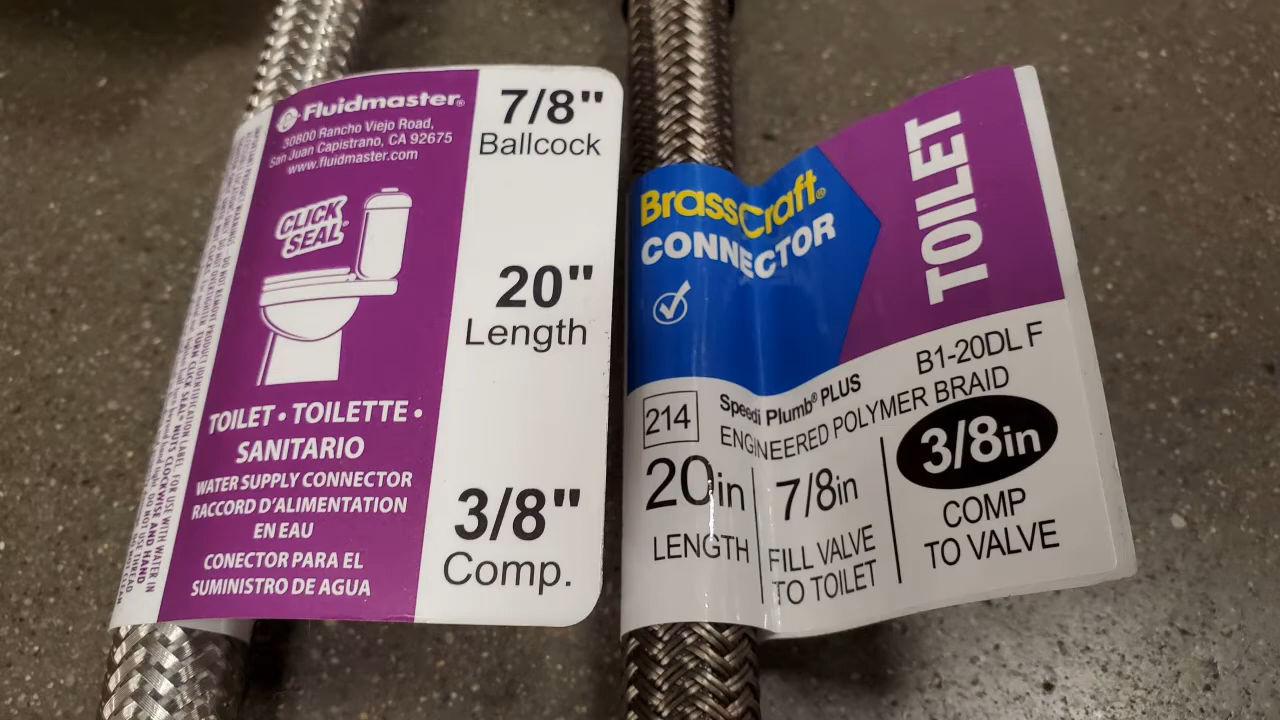 Fluidmaster®
30800 Rancho Viejo Road,
San Juan Capistrano, CA 92675
www.fluidmaster.com
CLICK
SEAL
TOILET • TOILETTE •
SANITARIO
WATER SUPPLY CONNECTOR
RACCORD D'ALIMENTATION
EN EAU
CONECTOR PARA EL
SUMINISTRO DE AGUA
7/8"
Ballcock
20"
Length
3/8"
Comp.
BrassCraft®
CONNECTOR
TOILET
B1-20DL F
214
Speedi Plumb® PLUS
ENGINEERED POLYMER BRAID
20in
LENGTH
7/8in
FILL VALVE
TO TOILET
3/8in
COMP
TO VALVE